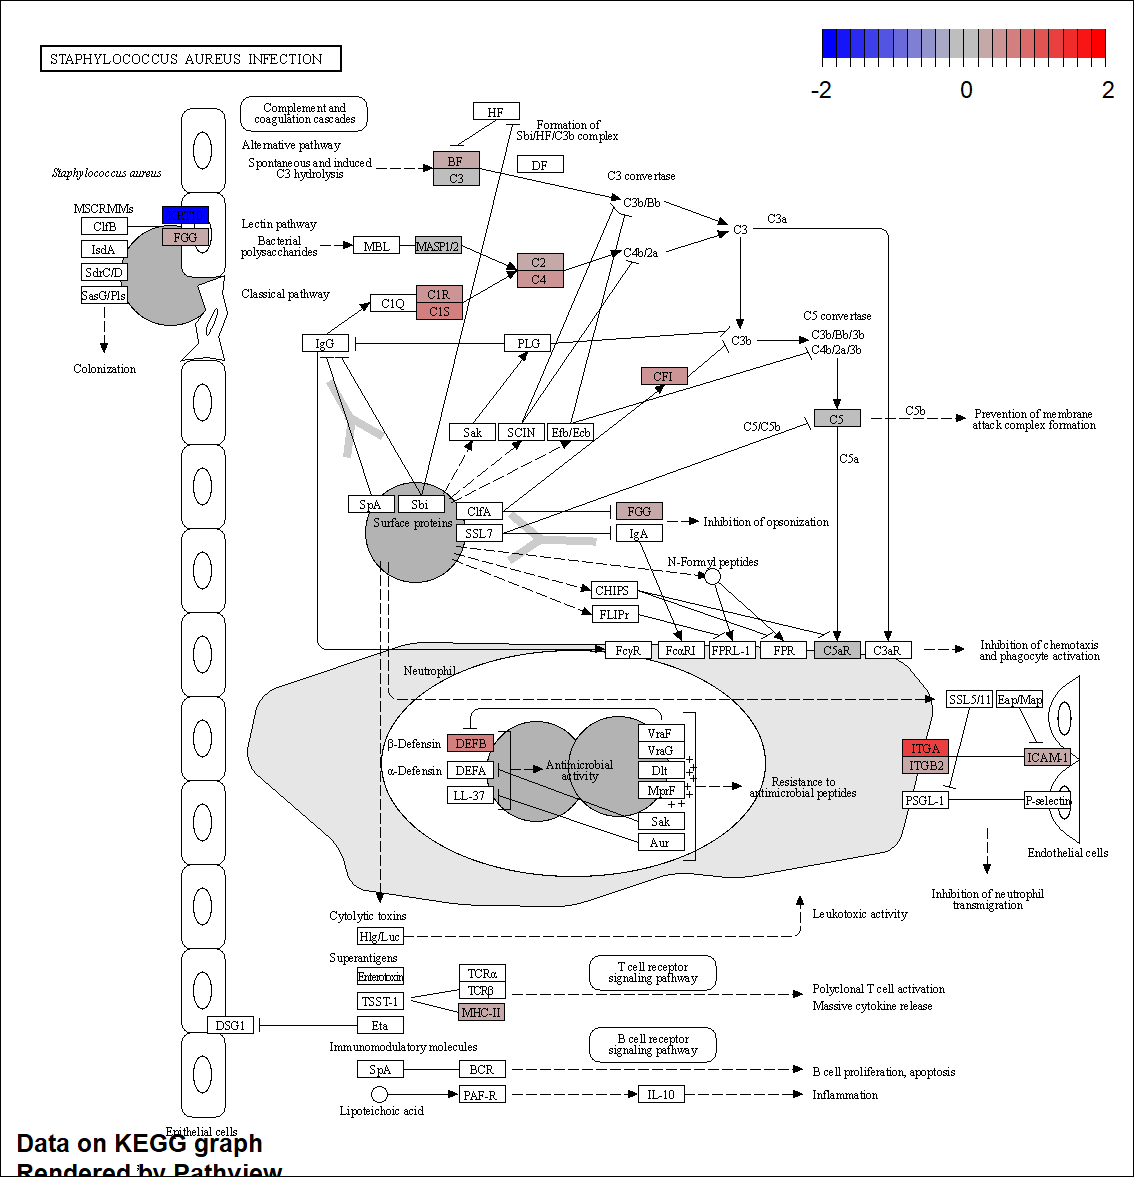 STAPHYLOCOCCUS AUREUS INFECTION
-2 0 2
Complement and
coagulation cascades
HF
Formation of
Sbi/HF/C3b complex
Alternative pathway
Spontaneous and induced
C3 hydrolysis
BF
C3
DF
C3 convertase
Staphylococcus aureus
MSCRMMs
ClfB
FGG
IsdA
SdrC/D
SasG/Pls
Colonization
C3b/Bb
C3
C3a
Lectin pathway
Bacterial
polysaccharides
MBL
MASP1/2
C2
C4
C4b/2a
Classical pathway
C1Q
C1R
C1S
C5 convertase
C3b/Bb/3b
C4b/2a/3b
IgG
PLG
C3b
CFI
C5
C5b
Prevention of membrane
attack complex formation
Sak
SCIN
Efb/Ecb
C5/C5b
C5a
SpA
Sbi
Surface proteins
ClfA
SSL7
FGG
IgA
Inhibition of opsonization
N-Formyl peptides
CHIPS
FLIPr
FcγR
FcαRI
FPRL-1
FPR
C5aR
C3aR
Inhibition of chemotaxis
and phagocyte activation
Neutrophil
SSL5/11
Eap/Map
β-Defensin
DEFB
α-Defensin
DEFA
LL-37
Antimicrobial
activity
VraF
VraG
Dlt
MprF
Sak
Aur
+
+
+
+
+
+
+ +
Resistance to
antimicrobial peptides
ITGA
ITGB2
ICAM-1
PSGL-1
P-selectin
Endothelial cells
Inhibition of neutrophil
transmigration
Cytolytic toxins
Hlg/Luc
Leukotoxic activity
Superantigens
Enterotoxin
TSST-1
Eta
DSG1
TCRα
TCRβ
MHC-II
T cell receptor
signaling pathway
Polyclonal T cell activation
Massive cytokine release
Immunomodulatory molecules
SpA
BCR
B cell receptor
signaling pathway
B cell proliferation, apoptosis
Lipoteichoic acid
PAF-R
IL-10
Inflammation
Epithelial cells
Data on KEGG graph
Rendered by Pathview